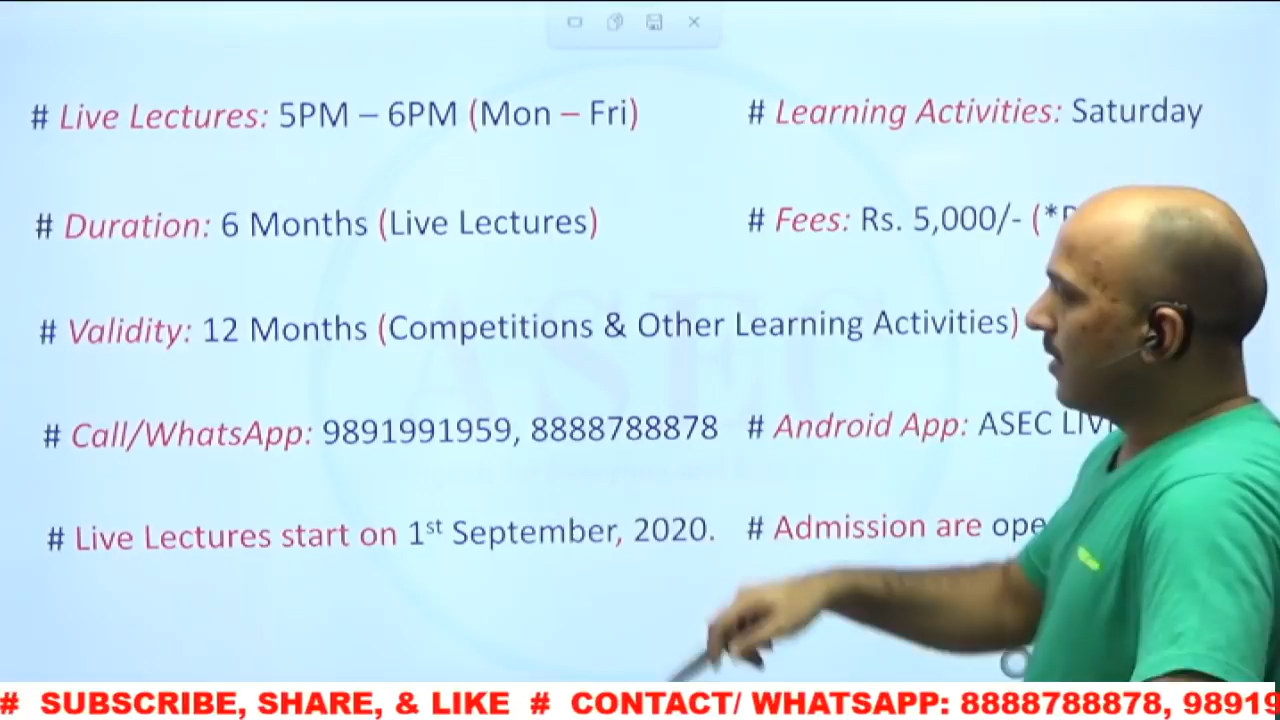 # Live Lectures: 5PM – 6PM (Mon – Fri) # Learning Activities: Saturday
# Duration: 6 Months (Live Lectures) # Fees: Rs. 5,000/- (*
# Validity: 12 Months (Competitions & Other Learning Activities)
# Call/WhatsApp: 9891991959, 8888788878 # Android App: ASEC
# Live Lectures start on 1st September, 2020. # Admission are
ASEC
# SUBSCRIBE, SHARE, & LIKE # CONTACT/ WHATSAPP: 8888788878, 98919